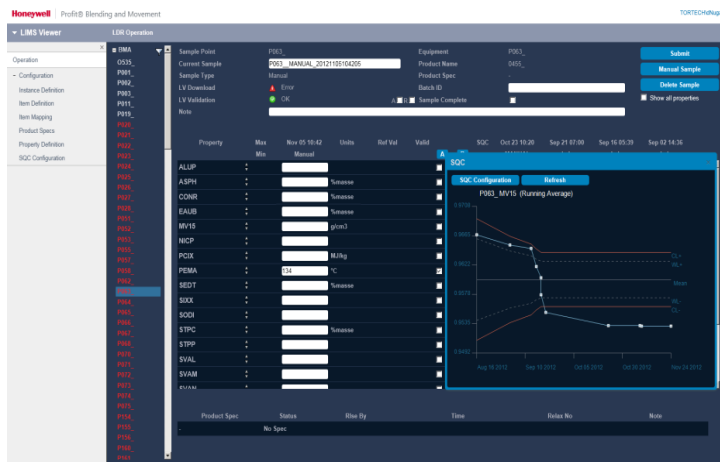 Honeywell Profit® Blending and Movement
LIMS Viewer
LDR Operation
Operation
Configuration
Instance Definition
Item Definition
Item Mapping
Product Specs
Property Definition
SQC Configuration
BMA
O535_
P001_
P002_
P003_
P011_
P019_
Sample Point P063_ Equipment P063_
Current Sample P063__MANUAL_20121105104205 Product Name 0455_
Sample Type Manual Product Spec -
LV Download Error Batch ID
LV Validation OK A R Sample Complete
Note
Submit
Manual Sample
Delete Sample
Show all properties
Property Max Nov 05 10:42 Units Ref Val Valid SQC Oct 23 10:20 Sep 21 07:00 Sep 16 05:39 Sep 02 14:36
Min Manual
ALUP
ASPH %masse
CONR %masse
EAUB %masse
MV15 g/cm3
NICP
PCIX MJ/kg
PEMA 134 °C
SEDT %masse
SIXX
SODI
STPC %masse
STPP
SVAL
SVAM
SVAN
SQC
SQC Configuration Refresh
P063_ MV15 (Running Average)
CL+
WL+
Mean
WL-
CL-
Aug 16 2012 Sep 10 2012 Oct 05 2012 Oct 30 2012 Nov 24 2012
Product Spec Status Rise By Time Relax No Note
- No Spec